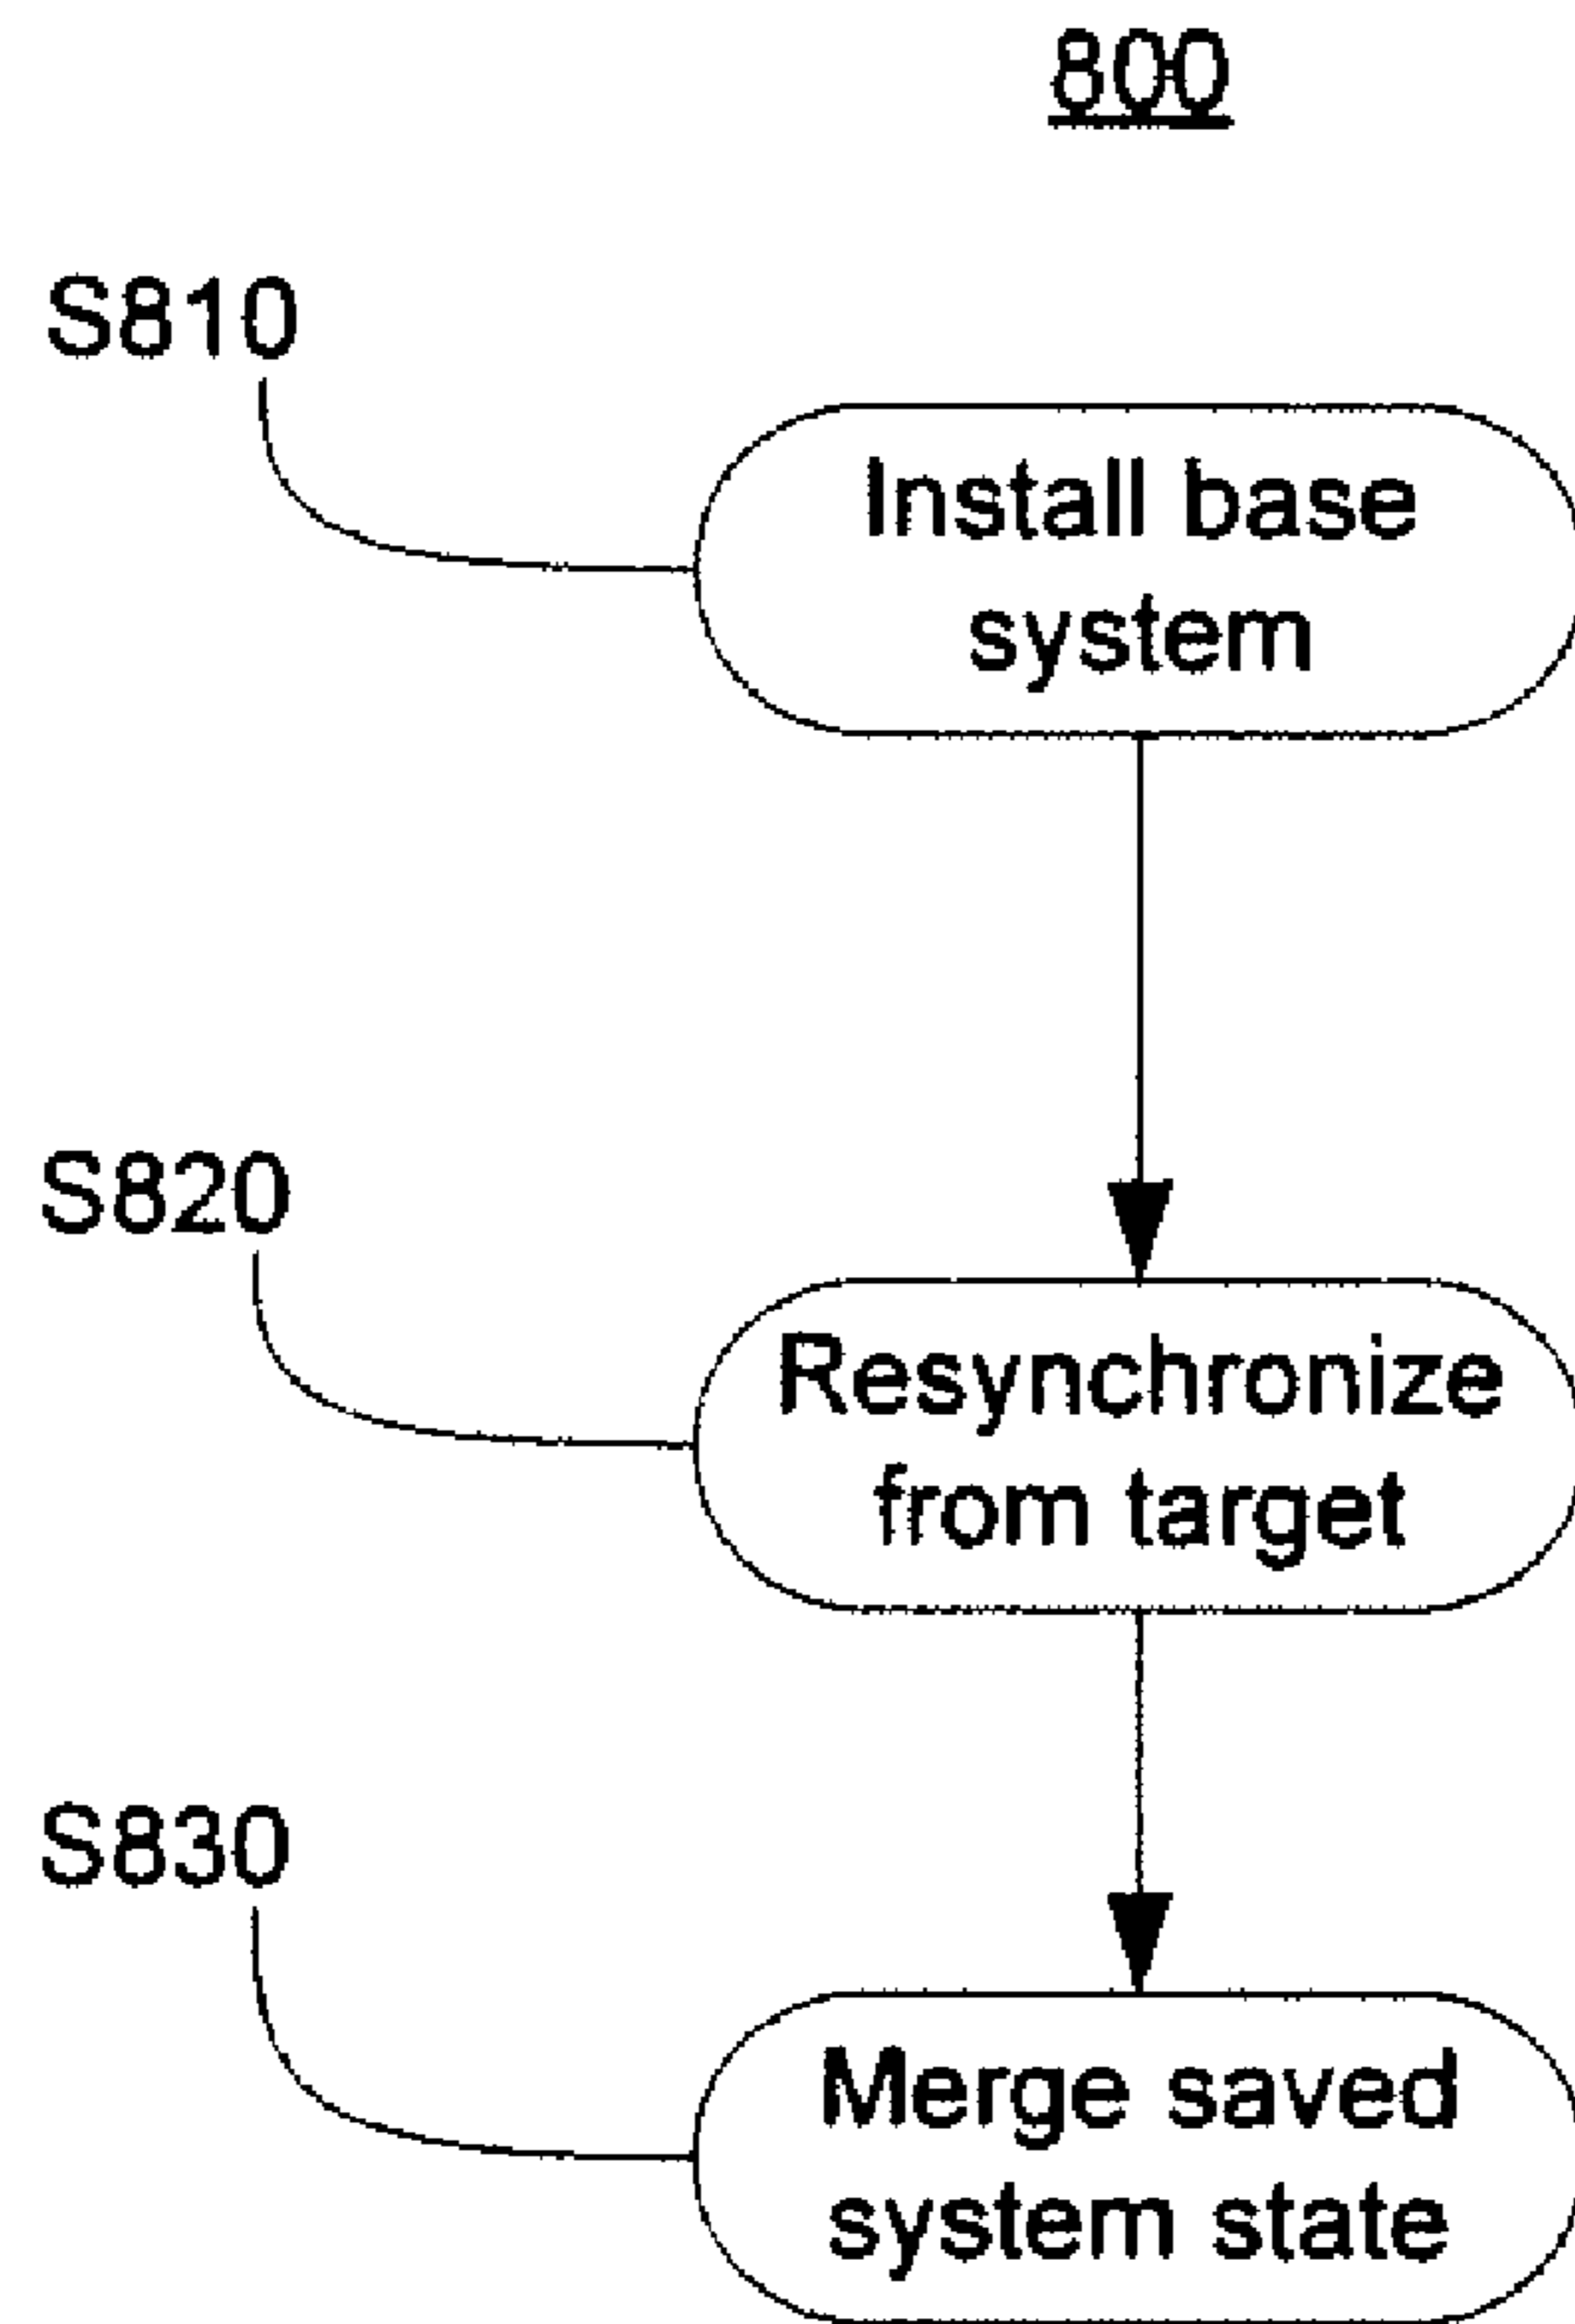 800
S810
Install base
system
S820
Resynchronize
from target
S830
Merge saved
system state